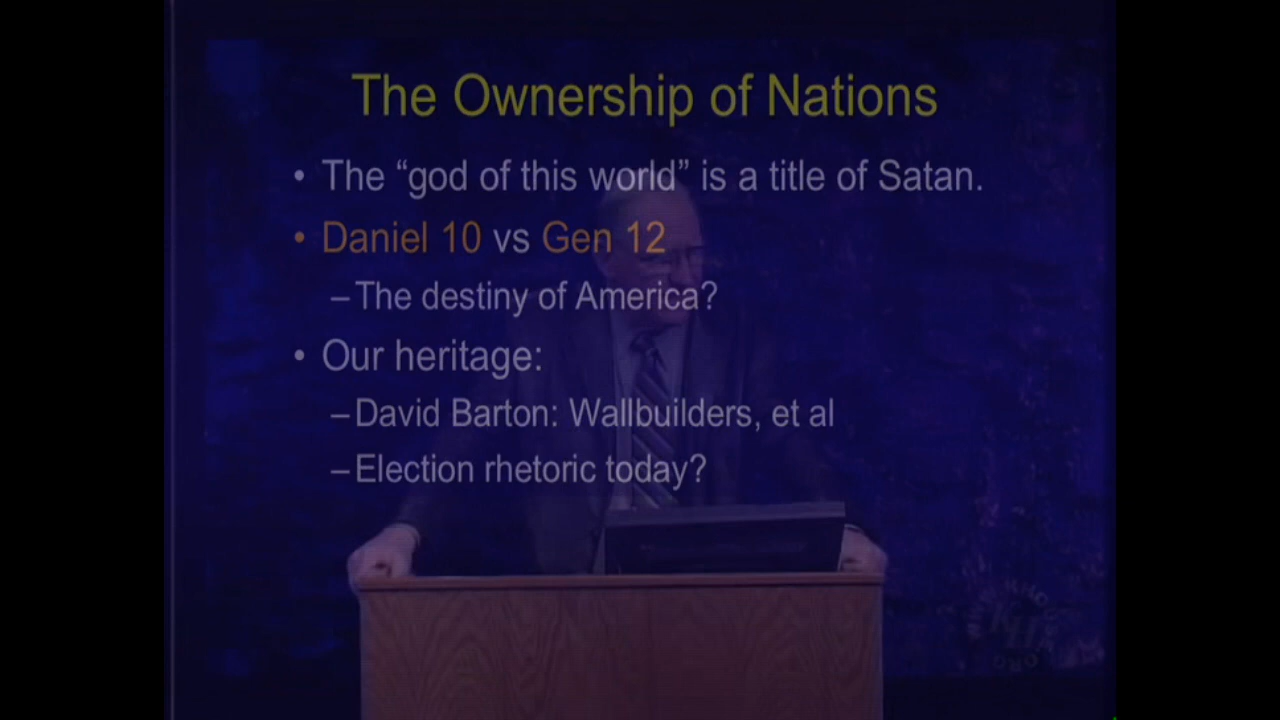 The Ownership of Nations
• The “god of this world” is a title of Satan.
• Daniel 10 vs Gen 12
– The destiny of America?
• Our heritage:
– David Barton: Wallbuilders, et al
– Election rhetoric today?